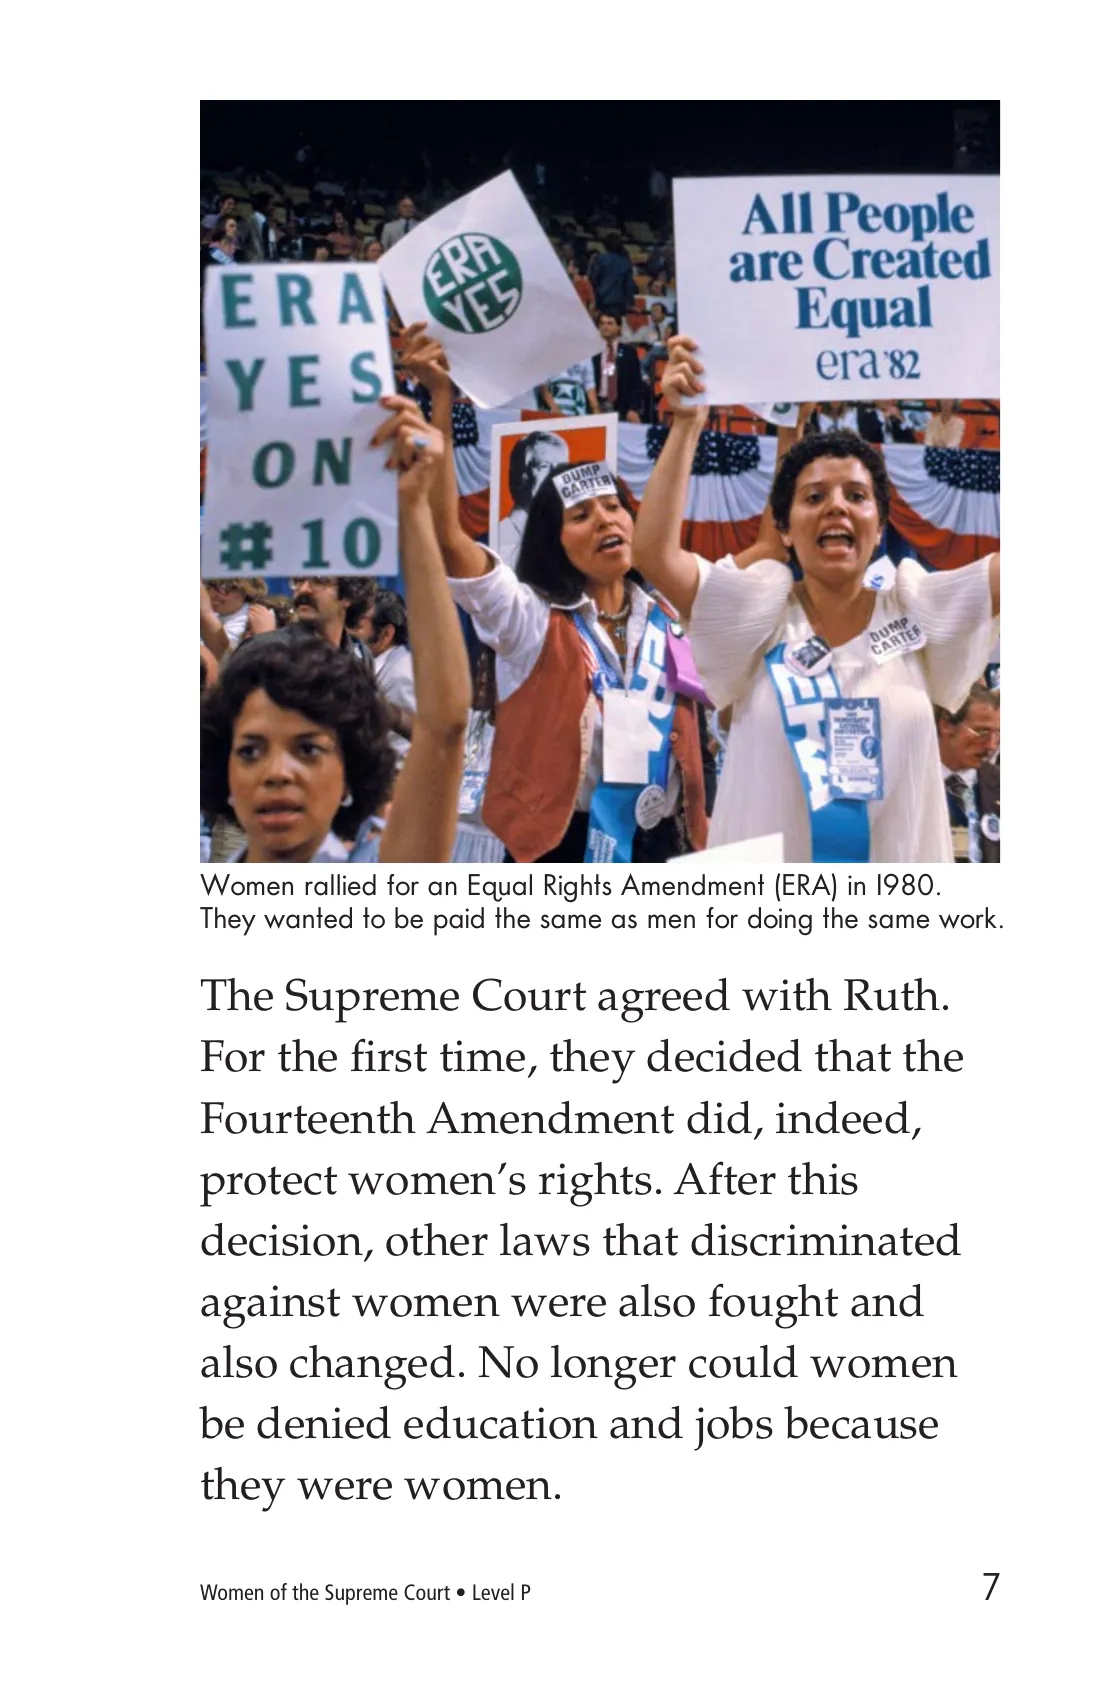 ERA
YES
ON
#10
ERA
YES
All People
are Created
Equal
era '82
DUMP
CARTER
ERA
DUMP
CARTER
ERA
DEMOCRATIC
NATIONAL
CONVENTION
Women rallied for an Equal Rights Amendment (ERA) in 1980.
They wanted to be paid the same as men for doing the same work.
The Supreme Court agreed with Ruth.
For the first time, they decided that the
Fourteenth Amendment did, indeed,
protect women’s rights. After this
decision, other laws that discriminated
against women were also fought and
also changed. No longer could women
be denied education and jobs because
they were women.
Women of the Supreme Court • Level P
7